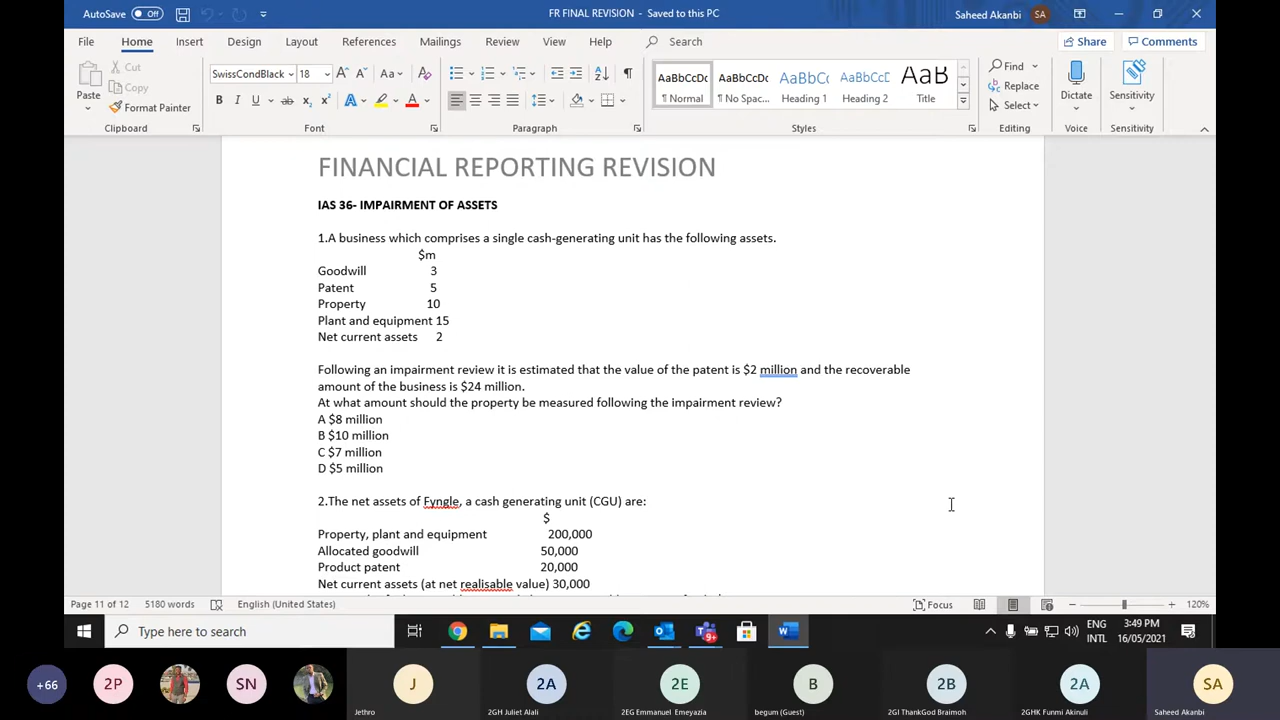 AutoSave Off FR FINAL REVISION - Saved to this PC Saheed Akanbi SA
File Home Insert Design Layout References Mailings Review View Help Search Share Comments
Paste Cut Copy Format Painter
SwissCondBlack 18
AaBbCcDc AaBbCcDc AaBbCc AaBbCcD AaB
¶ Normal ¶ No Spac... Heading 1 Heading 2 Title
Find Replace Select
Dictate Sensitivity
Clipboard Font Paragraph Styles Editing Voice Sensitivity
FINANCIAL REPORTING REVISION
IAS 36- IMPAIRMENT OF ASSETS
1.A business which comprises a single cash-generating unit has the following assets.
$m
Goodwill 3
Patent 5
Property 10
Plant and equipment 15
Net current assets 2
Following an impairment review it is estimated that the value of the patent is $2 million and the recoverable
amount of the business is $24 million.
At what amount should the property be measured following the impairment review?
A $8 million
B $10 million
C $7 million
D $5 million
2.The net assets of Fyngle, a cash generating unit (CGU) are:
$
Property, plant and equipment 200,000
Allocated goodwill 50,000
Product patent 20,000
Net current assets (at net realisable value) 30,000
Page 11 of 12 5180 words English (United States) Focus 120%
Type here to search
ENG
INTL
3:49 PM
16/05/2021
+66 2P SN J 2A 2E B 2B 2A SA
Jethro 2GH Juliet Alali 2EG Emmanuel Emeyazia begum (Guest) 2GI ThankGod Braimoh 2GHK Funmi Akinuli Saheed Akanbi